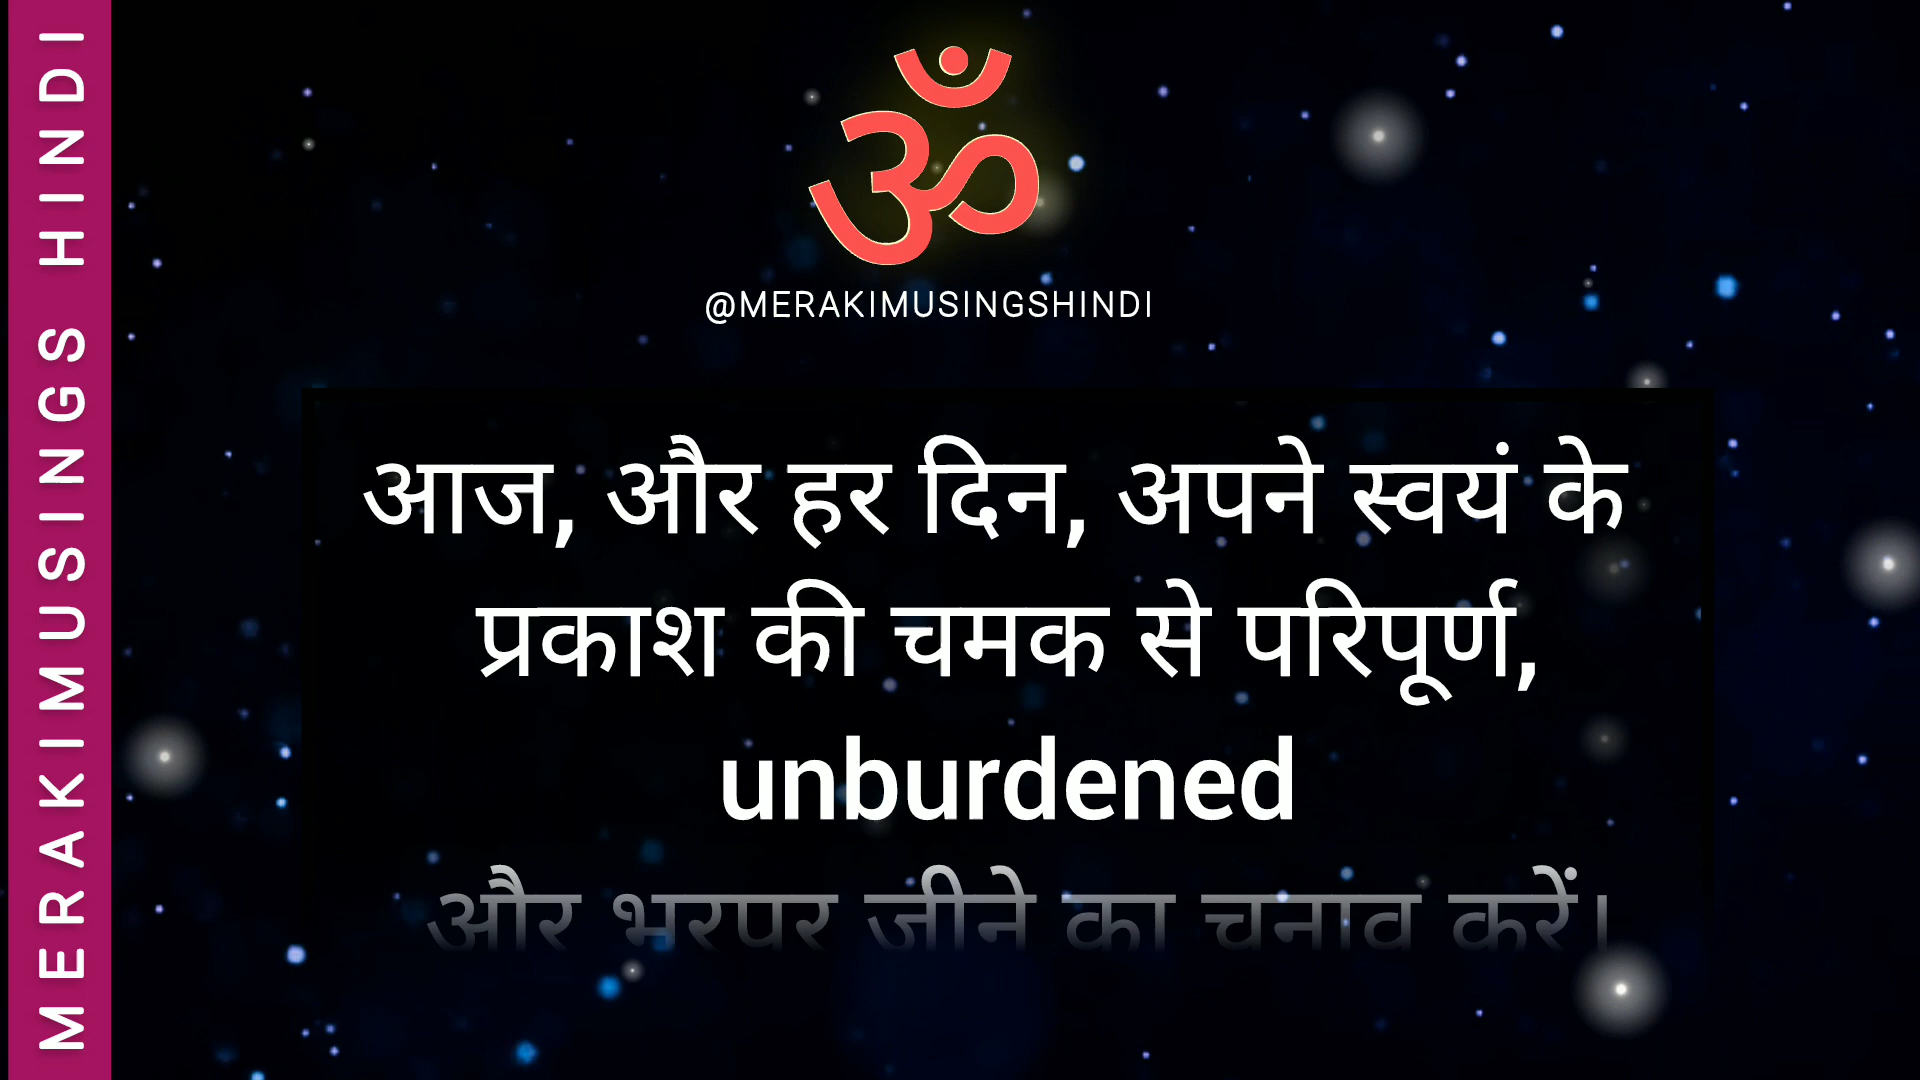 MERAKIMUSINGS HINDI
ॐ
@MERAKIMUSINGSHINDI
आज, और हर दिन, अपने स्वयं के
प्रकाश की चमक से परिपूर्ण,
unburdened
और भरपूर जीने का चुनाव करें।